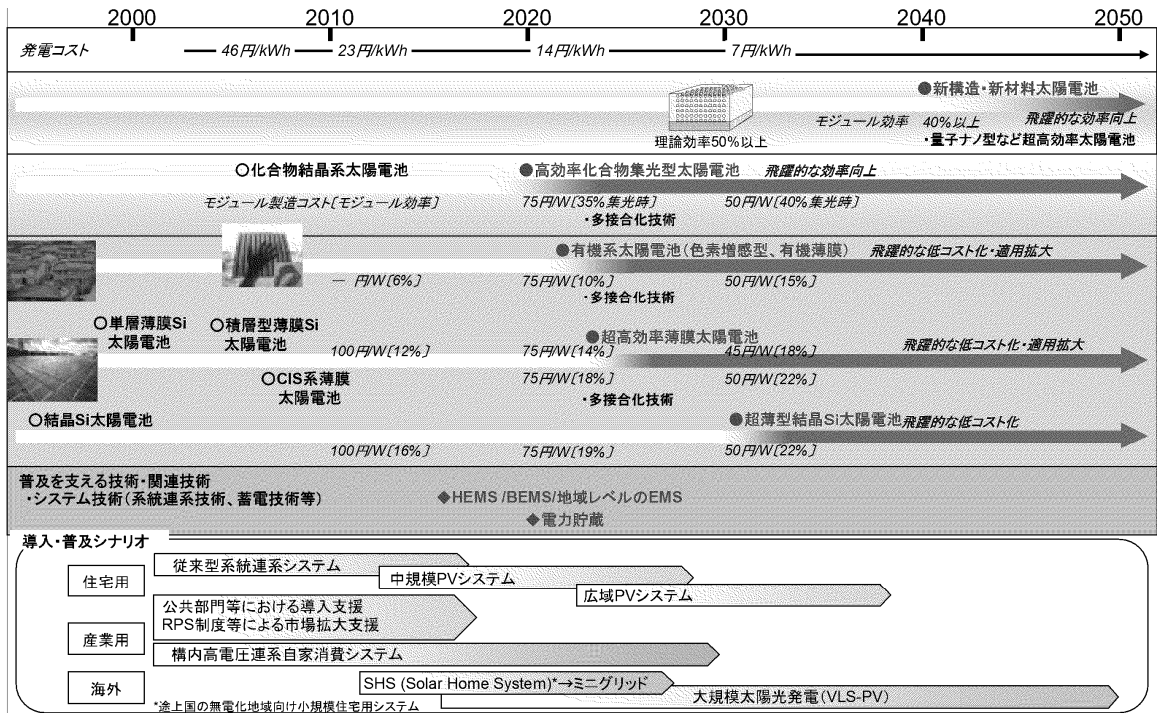 2000 2010 2020 2030 2040 2050
発電コスト 46円/kWh 23円/kWh 14円/kWh 7円/kWh
●新構造・新材料太陽電池
モジュール効率 40%以上 飛躍的な効率向上
理論効率50%以上
・量子ナノ型など超高効率太陽電池
○化合物結晶系太陽電池 ●高効率化合物集光型太陽電池 飛躍的な効率向上
モジュール製造コスト〔モジュール効率〕 75円/W〔35%集光時〕 50円/W〔40%集光時〕
・多接合化技術
●有機系太陽電池(色素増感型、有機薄膜) 飛躍的な低コスト化・適用拡大
― 円/W〔6%〕 75円/W〔10%〕 50円/W〔15%〕
・多接合化技術
○単層薄膜Si
太陽電池
○積層型薄膜Si
太陽電池
●超高効率薄膜太陽電池 飛躍的な低コスト化・適用拡大
100円/W〔12%〕 75円/W〔14%〕 45円/W〔18%〕
○CIS系薄膜
太陽電池
75円/W〔18%〕 50円/W〔22%〕
・多接合化技術
○結晶Si太陽電池 ●超薄型結晶Si太陽電池 飛躍的な低コスト化
100円/W〔16%〕 75円/W〔19%〕 50円/W〔22%〕
普及を支える技術・関連技術
・システム技術(系統連系技術、蓄電技術等)
◆HEMS /BEMS/地域レベルのEMS
◆電力貯蔵
導入・普及シナリオ
住宅用
従来型系統連系システム
中規模PVシステム
広域PVシステム
産業用
公共部門等における導入支援
RPS制度等による市場拡大支援
構内高電圧連系自家消費システム
海外
SHS (Solar Home System)*→ミニグリッド
大規模太陽光発電(VLS-PV)
*途上国の無電化地域向け小規模住宅用システム